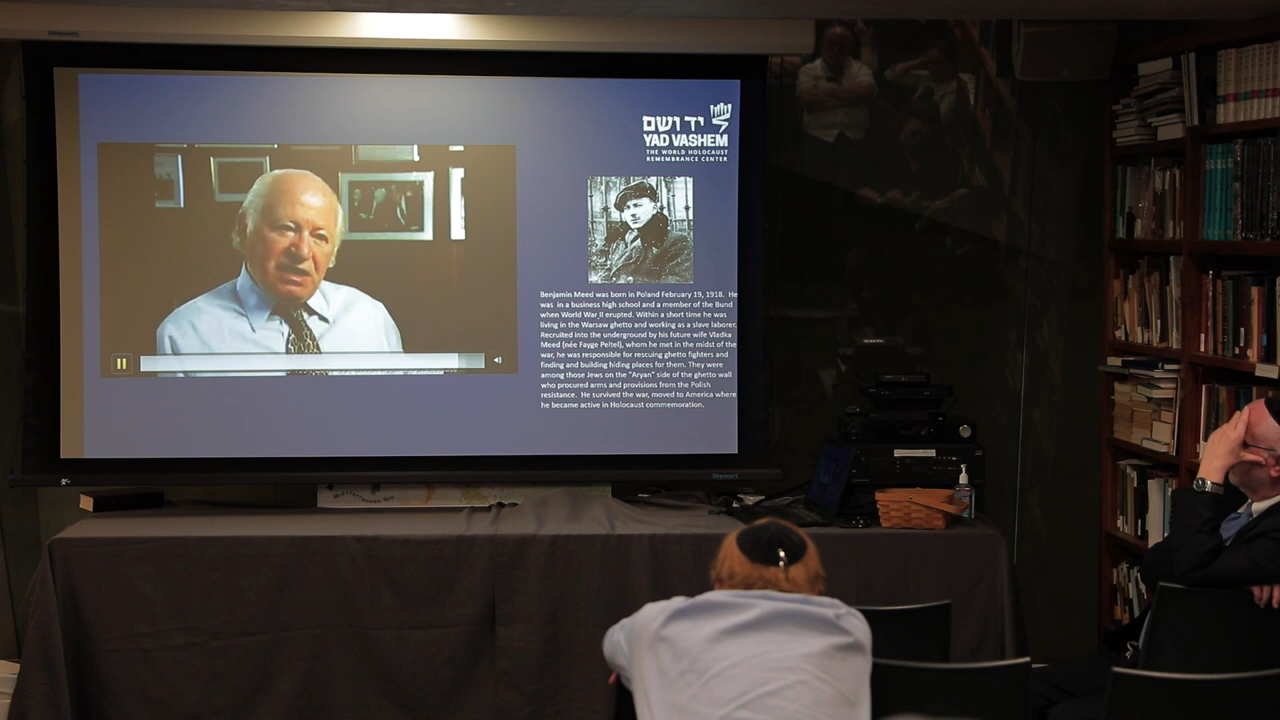 Stewart
יד ושם
YAD VASHEM
THE WORLD HOLOCAUST
REMEMBRANCE CENTER
Benjamin Meed was born in Poland February 19, 1918. He
was in a business high school and a member of the Bund
when World War II erupted. Within a short time he was
living in the Warsaw ghetto and working as a slave laborer.
Recruited into the underground by his future wife Vladka
Meed (née Fayge Peltel), whom he met in the midst of the
war, he was responsible for rescuing ghetto fighters and
finding and building hiding places for them. They were
among those Jews on the "Aryan" side of the ghetto wall
who procured arms and provisions from the Polish
resistance. He survived the war, moved to America where
he became active in Holocaust commemoration.
Stewart
Mediterranean Sea